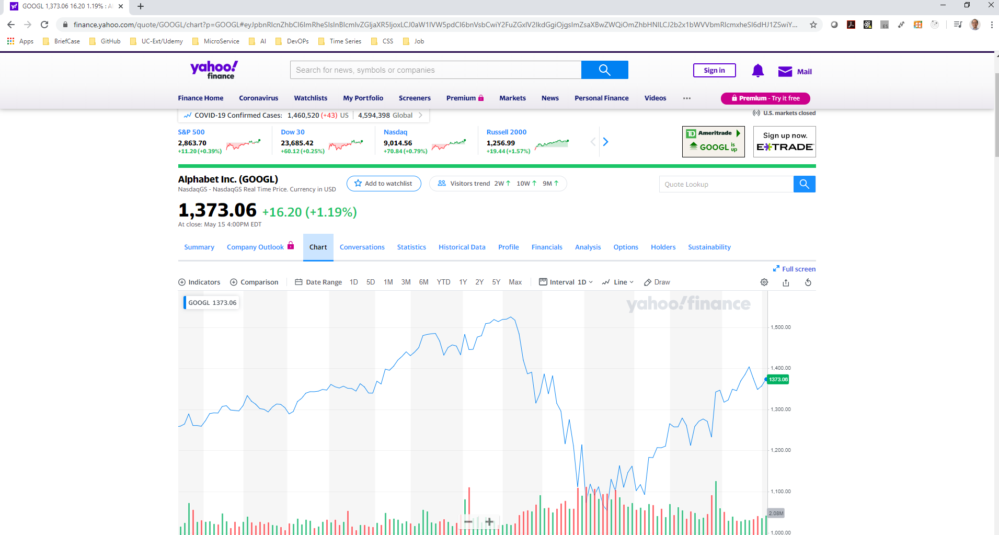 GOOGL 1,373.06 16.20 1.19% : A
finance.yahoo.com/quote/GOOGL/chart?p=GOOGL#
Apps BriefCase GitHub UC-Ext/Udemy MicroService AI DevOPs Time Series CSS Job
yahoo! finance
Search for news, symbols or companies
Sign in
Mail
Finance Home Coronavirus Watchlists My Portfolio Screeners Premium Markets News Personal Finance Videos ··· Premium - Try it free
COVID-19 Confirmed Cases: 1,460,520 (+43) US 4,594,398 Global
U.S. markets closed
S&P 500
2,863.70
+11.20 (+0.39%)
Dow 30
23,685.42
+60.12 (+0.25%)
Nasdaq
9,014.56
+70.84 (+0.79%)
Russell 2000
1,256.99
+19.44 (+1.57%)
TD Ameritrade
GOOGL is up
Sign up now.
E*TRADE
Alphabet Inc. (GOOGL)
NasdaqGS - NasdaqGS Real Time Price. Currency in USD
Add to watchlist
Visitors trend 2W↑ 10W↑ 9M↑
Quote Lookup
1,373.06 +16.20 (+1.19%)
At close: May 15 4:00PM EDT
Summary Company Outlook Chart Conversations Statistics Historical Data Profile Financials Analysis Options Holders Sustainability
Full screen
Indicators Comparison Date Range 1D 5D 1M 3M 6M YTD 1Y 2Y 5Y Max Interval 1D Line Draw
GOOGL 1373.06
yahoo!finance
1,500.00
1,400.00
1373.06
1,300.00
1,200.00
1,100.00
2.08M
1,000.00